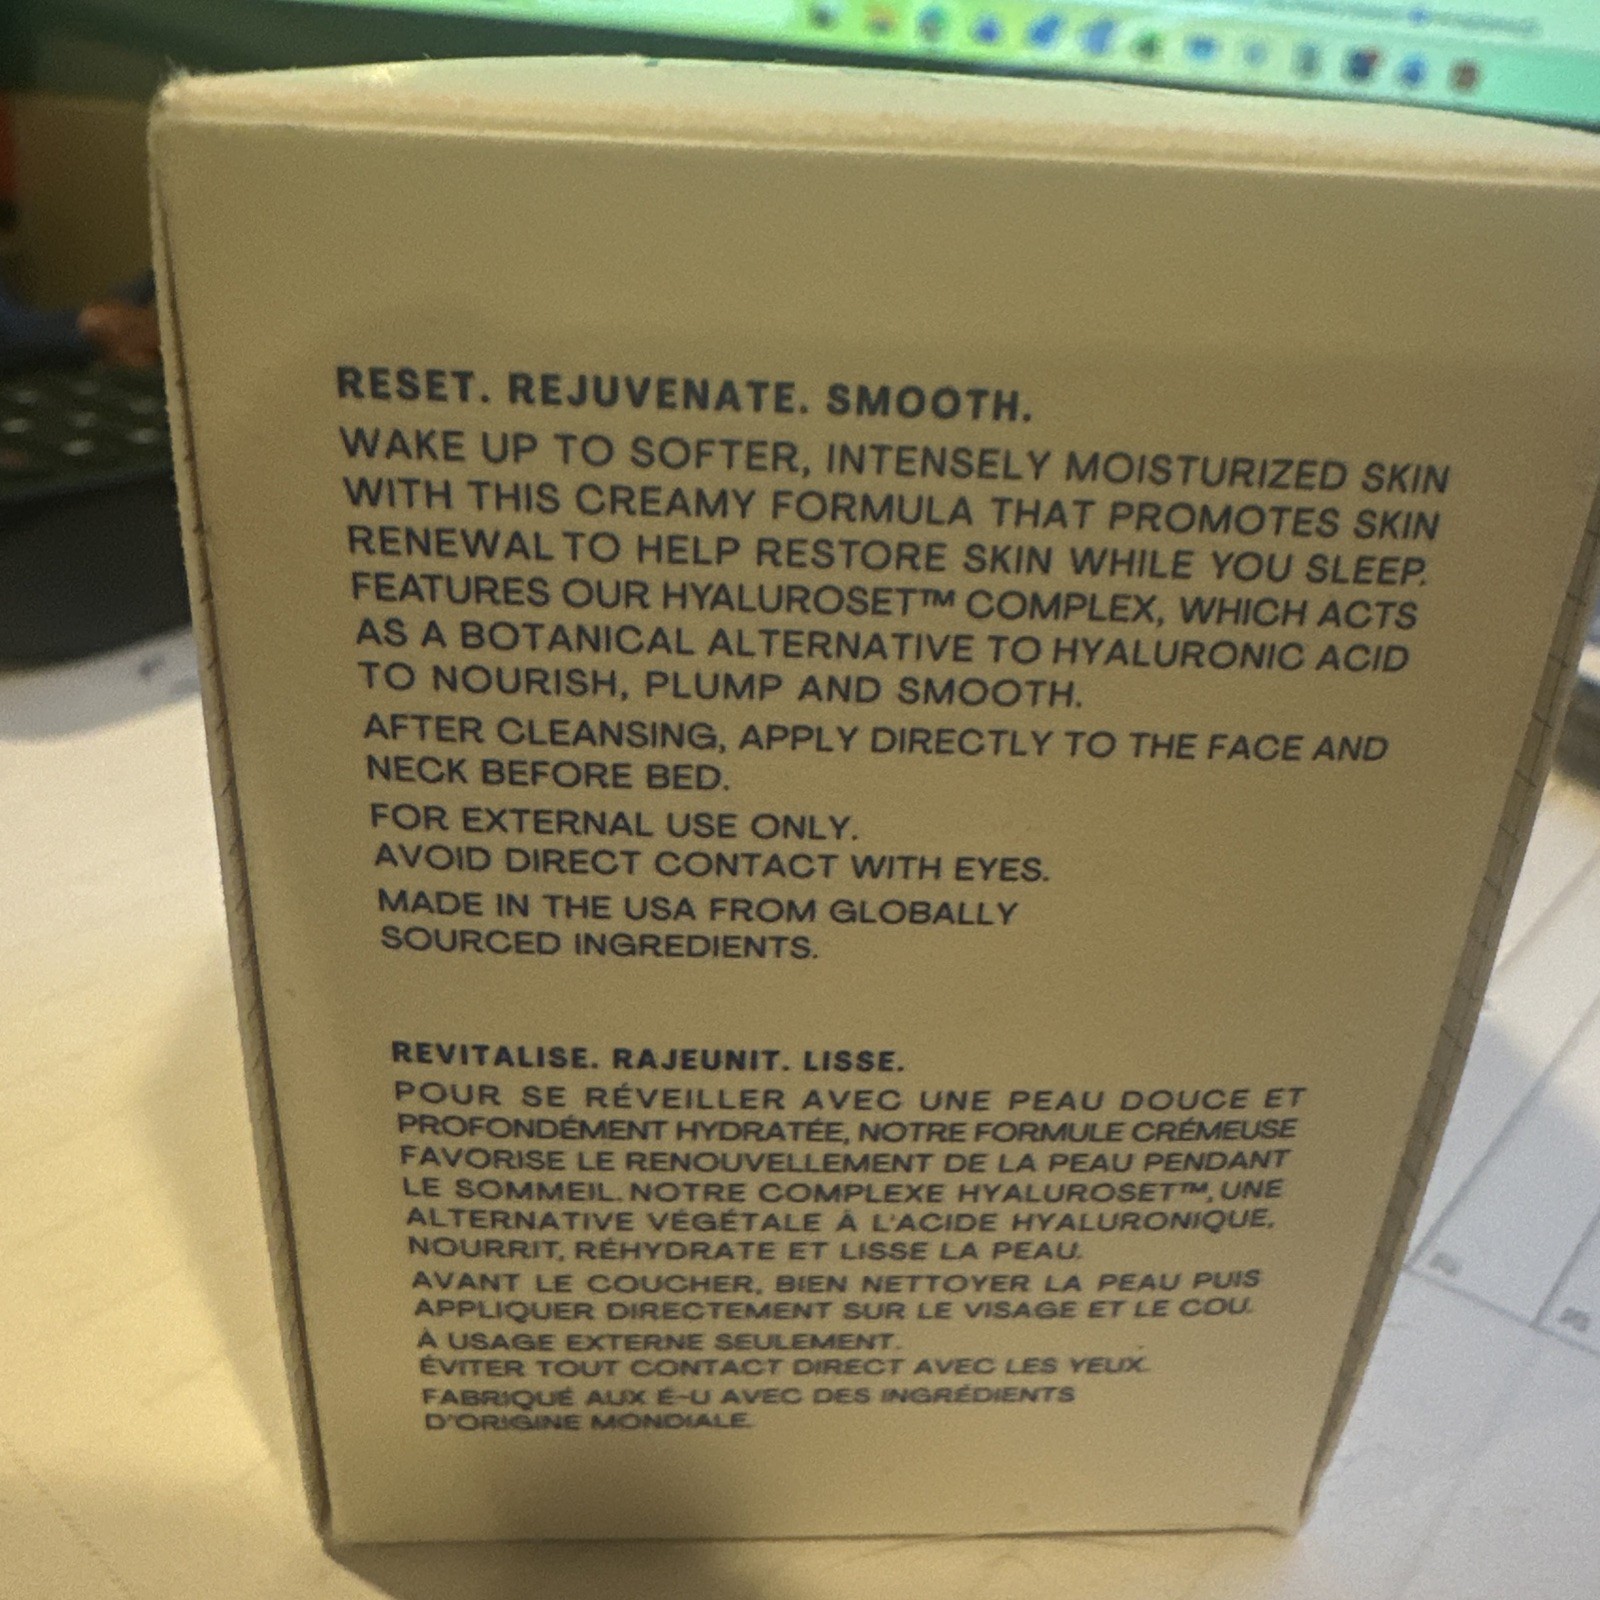 RESET. REJUVENATE. SMOOTH.
WAKE UP TO SOFTER, INTENSELY MOISTURIZED SKIN
WITH THIS CREAMY FORMULA THAT PROMOTES SKIN
RENEWAL TO HELP RESTORE SKIN WHILE YOU SLEEP.
FEATURES OUR HYALUROSET™ COMPLEX, WHICH ACTS
AS A BOTANICAL ALTERNATIVE TO HYALURONIC ACID
TO NOURISH, PLUMP AND SMOOTH.
AFTER CLEANSING, APPLY DIRECTLY TO THE FACE AND
NECK BEFORE BED.
FOR EXTERNAL USE ONLY.
AVOID DIRECT CONTACT WITH EYES.
MADE IN THE USA FROM GLOBALLY
SOURCED INGREDIENTS.
REVITALISE. RAJEUNIT. LISSE.
POUR SE RÉVEILLER AVEC UNE PEAU DOUCE ET
PROFONDÉMENT HYDRATÉE, NOTRE FORMULE CRÉMEUSE
FAVORISE LE RENOUVELLEMENT DE LA PEAU PENDANT
LE SOMMEIL. NOTRE COMPLEXE HYALUROSET™, UNE
ALTERNATIVE VÉGÉTALE À L'ACIDE HYALURONIQUE,
NOURRIT, RÉHYDRATE ET LISSE LA PEAU.
AVANT LE COUCHER, BIEN NETTOYER LA PEAU PUIS
APPLIQUER DIRECTEMENT SUR LE VISAGE ET LE COU.
À USAGE EXTERNE SEULEMENT.
ÉVITER TOUT CONTACT DIRECT AVEC LES YEUX.
FABRIQUÉ AUX É-U AVEC DES INGRÉDIENTS
D'ORIGINE MONDIALE.